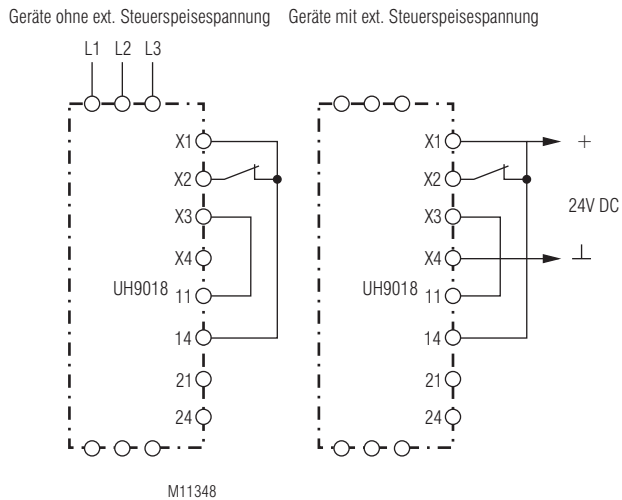 Geräte ohne ext. Steuerspeisespannung
L1 L2 L3
X1
X2
X3
X4
UH9018 11
14
21
24
M11348
Geräte mit ext. Steuerspeisespannung
X1 +
X2
24V DC
X3
X4 ⊥
UH9018 11
14
21
24